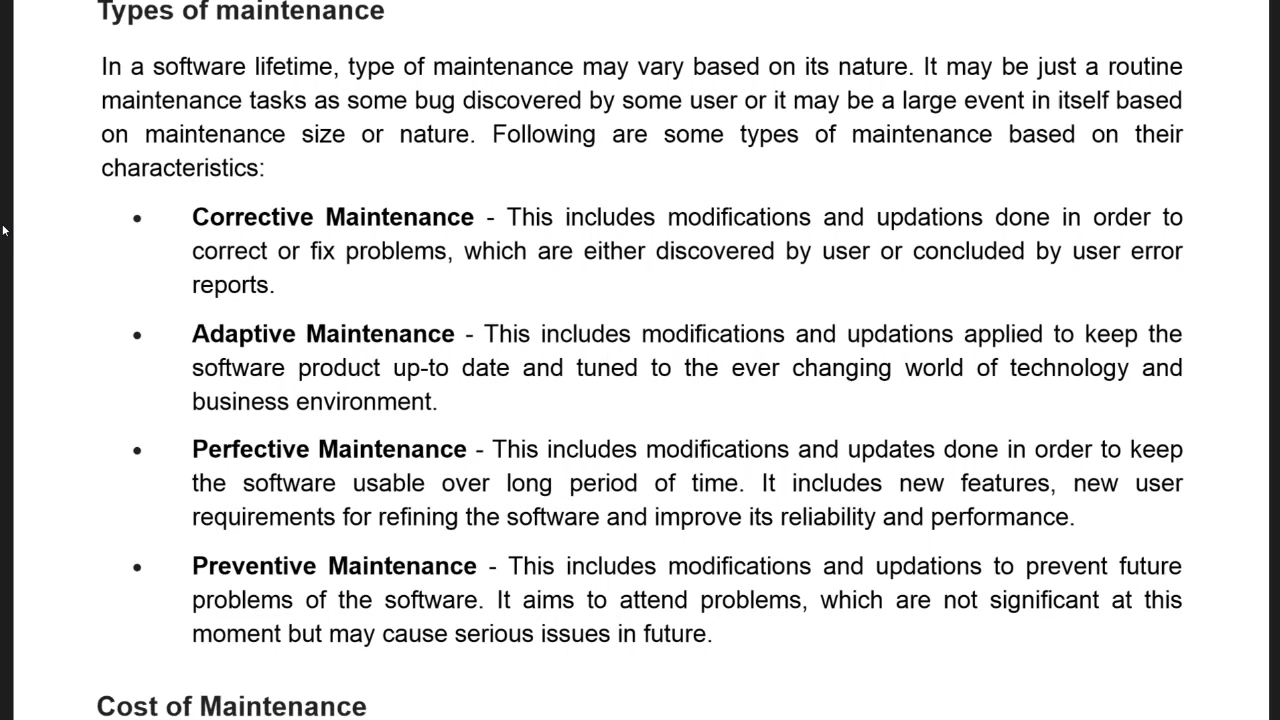 Types of maintenance
In a software lifetime, type of maintenance may vary based on its nature. It may be just a routine
maintenance tasks as some bug discovered by some user or it may be a large event in itself based
on maintenance size or nature. Following are some types of maintenance based on their
characteristics:
• Corrective Maintenance - This includes modifications and updations done in order to
correct or fix problems, which are either discovered by user or concluded by user error
reports.
• Adaptive Maintenance - This includes modifications and updations applied to keep the
software product up-to date and tuned to the ever changing world of technology and
business environment.
• Perfective Maintenance - This includes modifications and updates done in order to keep
the software usable over long period of time. It includes new features, new user
requirements for refining the software and improve its reliability and performance.
• Preventive Maintenance - This includes modifications and updations to prevent future
problems of the software. It aims to attend problems, which are not significant at this
moment but may cause serious issues in future.
Cost of Maintenance